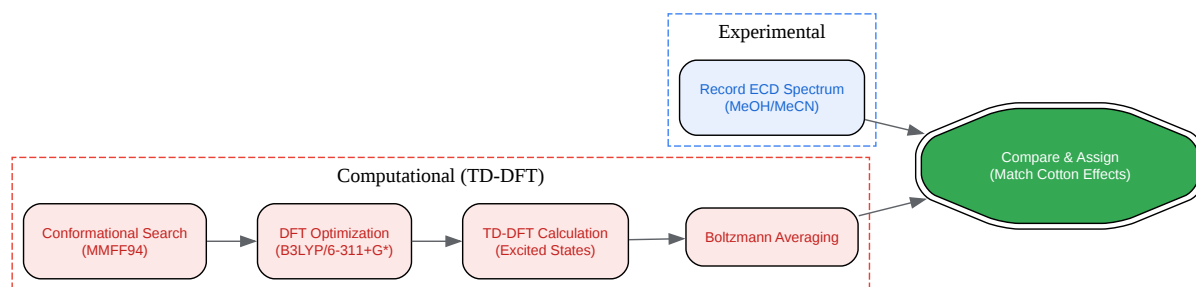 Experimental
Record ECD Spectrum
(MeOH/MeCN)
Compare & Assign
(Match Cotton Effects)
Computational (TD-DFT)
Conformational Search
(MMFF94)
DFT Optimization
(B3LYP/6-311+G*)
TD-DFT Calculation
(Excited States)
Boltzmann Averaging